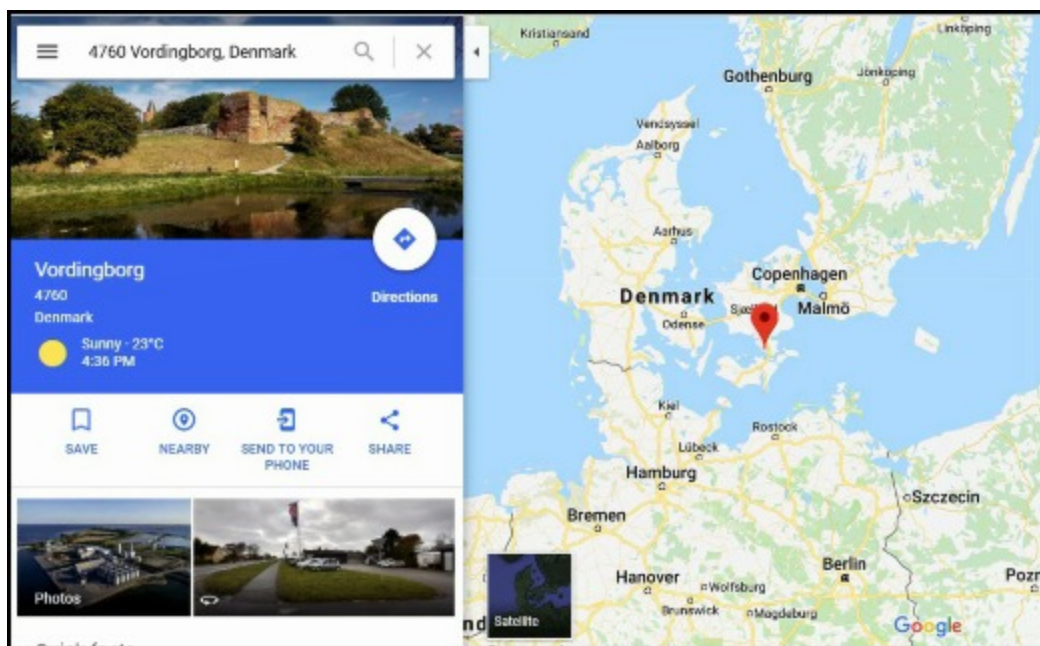 4760 Vordingborg, Denmark
Vordingborg
4760
Denmark
Directions
Sunny · 23°C
4:36 PM
SAVE
NEARBY
SEND TO YOUR
PHONE
SHARE
Photos
Kristiansand
Linköping
Gothenburg
Jönköping
Vendsyssel
Aalborg
Aarhus
Copenhagen
Denmark
Malmö
Odense
Kiel
Rostock
Lübeck
Hamburg
Szczecin
Bremen
Berlin
Hanover
Wolfsburg
Brunswick
Magdeburg
Satellite
Google